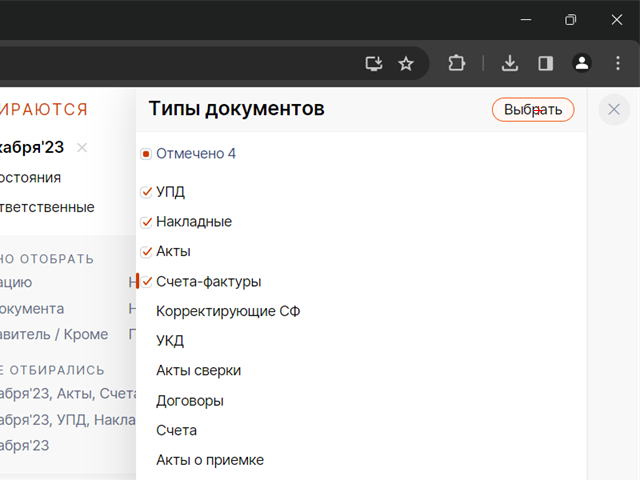 ИРАЮТСЯ
кабря'23
остояния
тветственные
НО ОТОБРАТЬ
ацию
окумента
авитель / Кроме
Е ОТБИРАЛИСЬ
абря'23, Акты, Счета
абря'23, УПД, Накла
абря'23
Типы документов
Выбрать
Отмечено 4
УПД
Накладные
Акты
Счета-фактуры
Корректирующие СФ
УКД
Акты сверки
Договоры
Счета
Акты о приемке